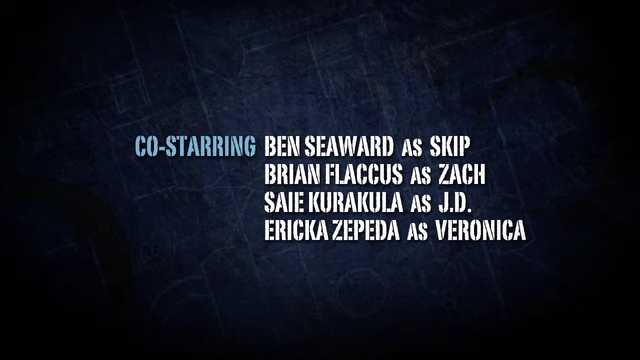 CO-STARRING BEN SEAWARD AS SKIP
BRIAN FLACCUS AS ZACH
SAIE KURAKULA AS J.D.
ERICKA ZEPEDA AS VERONICA